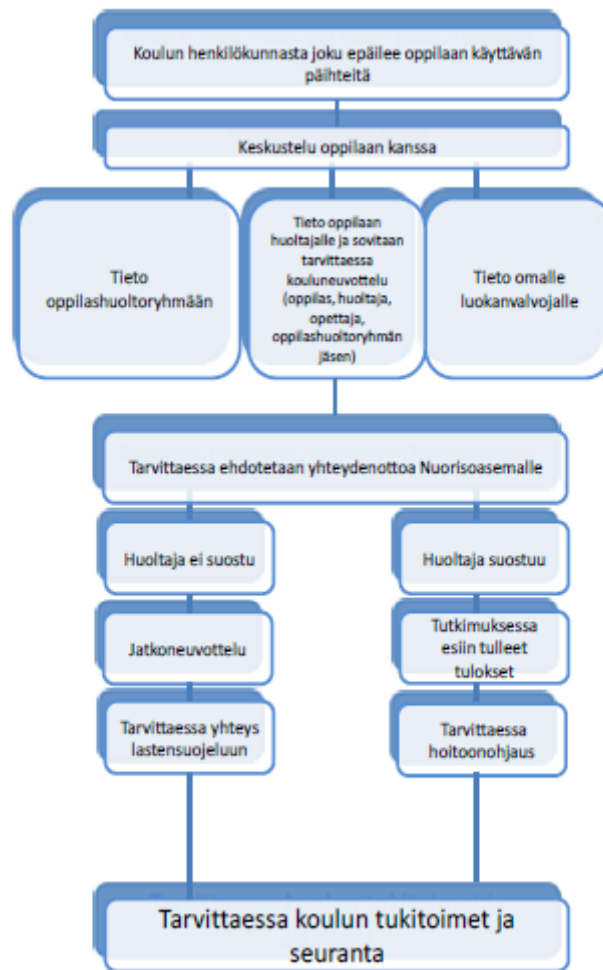 Koulun henkilökunnasta joku epäilee oppilaan käyttävän
päihteitä
Keskustelu oppilaan kanssa
Tieto
oppilashuoltoryhmään
Tieto oppilaan
huoltajalle ja sovitaan
tarvittaessa
kouluneuvottelu
(oppilas, huoltaja,
opettaja,
oppilashuoltoryhmän
jäsen)
Tieto omalle
luokanvalvojalle
Tarvittaessa ehdotetaan yhteydenottoa Nuorisoasemalle
Huoltaja ei suostu
Jatkoneuvottelu
Tarvittaessa yhteys
lastensuojeluun
Huoltaja suostuu
Tutkimuksessa
esiin tulleet
tulokset
Tarvittaessa
hoitoonohjaus
Tarvittaessa koulun tukitoimet ja
seuranta